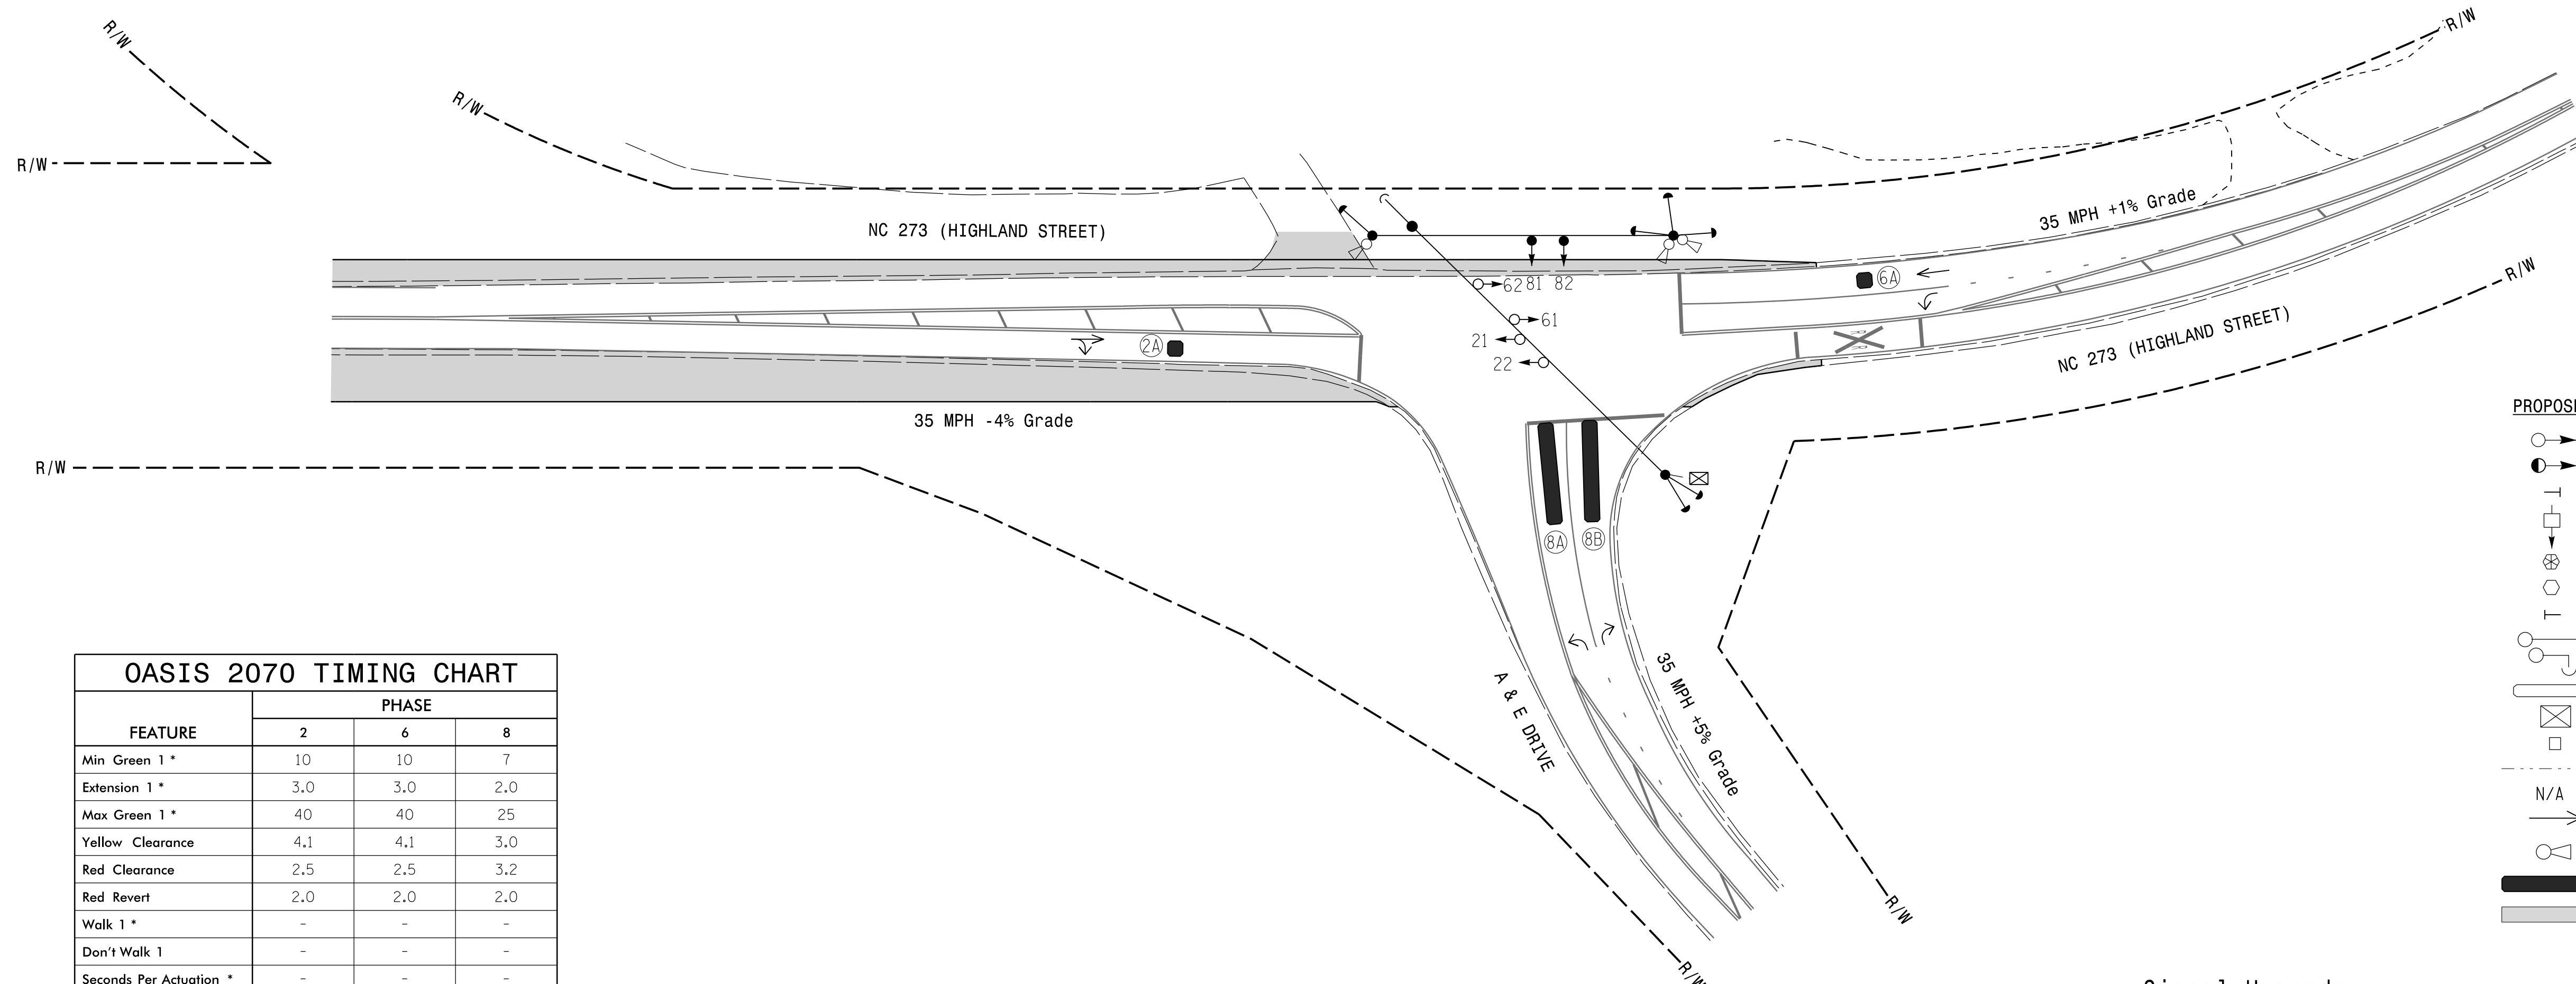 R/W
R/W
R/W
R/W
NC 273 (HIGHLAND STREET)
35 MPH +1% Grade
6A
62 81 82
61
21
22
2A
R/W
NC 273 (HIGHLAND STREET)
35 MPH -4% Grade
R/W
8A 8B
A & E DRIVE
35 MPH +5% Grade
R/W
R/W
OASIS 2070 TIMING CHART
FEATURE PHASE
2 6 8
Min Green 1 * 10 10 7
Extension 1 * 3.0 3.0 2.0
Max Green 1 * 40 40 25
Yellow Clearance 4.1 4.1 3.0
Red Clearance 2.5 2.5 3.2
Red Revert 2.0 2.0 2.0
Walk 1 * - - -
Don't Walk 1 - - -
Seconds Per Actuation * - - -
N/A